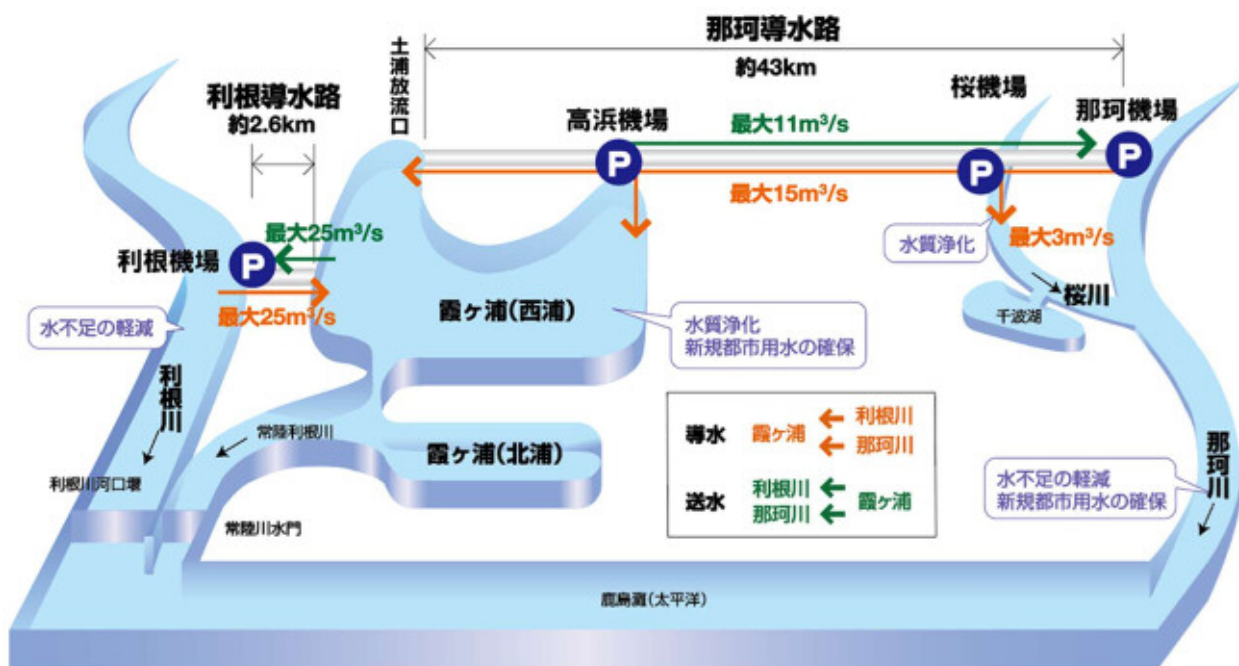 那珂導水路
約43km
土浦放流口
利根導水路
約2.6km
高浜機場
桜機場
那珂機場
最大11m³/s
P
P
P
最大15m³/s
最大25m³/s
水質浄化
最大3m³/s
利根機場
P
桜川
最大25m³/s
霞ヶ浦(西浦)
千波湖
水不足の軽減
水質浄化
新規都市用水の確保
利根川
導水
霞ヶ浦 ← 利根川
← 那珂川
常陸利根川
霞ヶ浦(北浦)
那珂川
利根川河口堰
送水
利根川 ← 霞ヶ浦
那珂川 ←
水不足の軽減
新規都市用水の確保
常陸川水門
鹿島灘(太平洋)